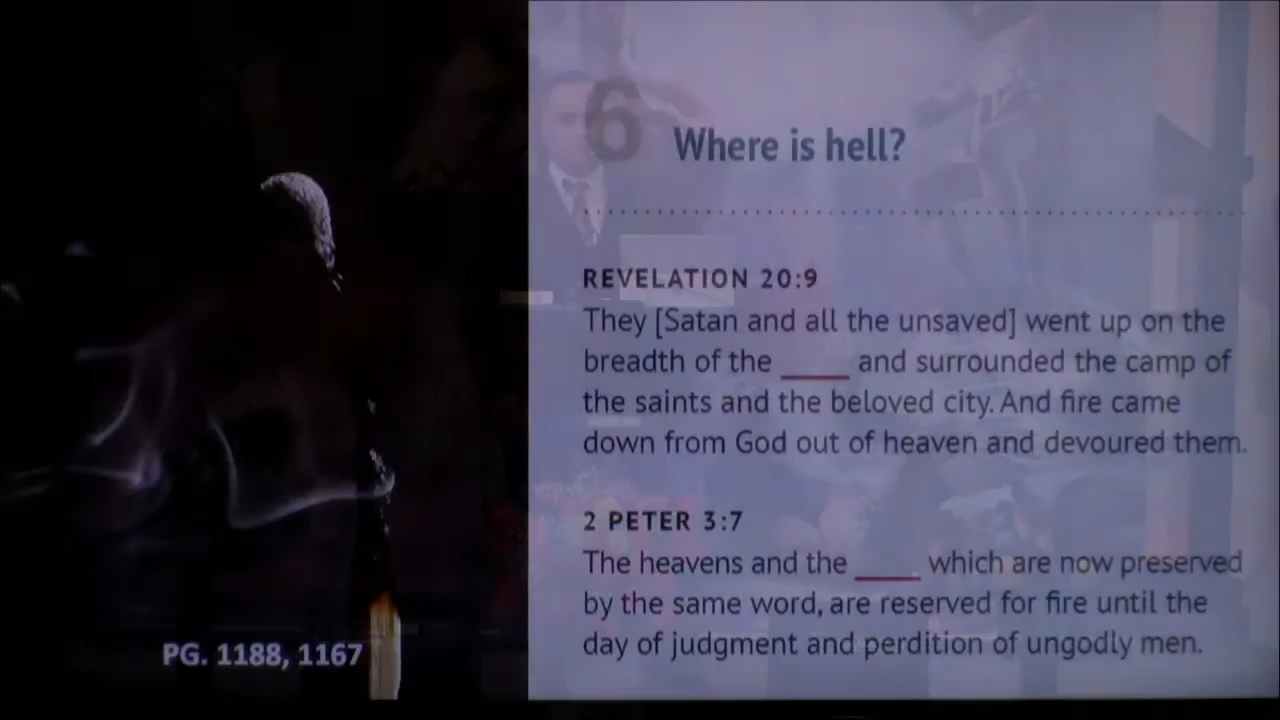 6 Where is hell?
REVELATION 20:9
They [Satan and all the unsaved] went up on the
breadth of the ____ and surrounded the camp of
the saints and the beloved city. And fire came
down from God out of heaven and devoured them.
2 PETER 3:7
The heavens and the ____ which are now preserved
by the same word, are reserved for fire until the
day of judgment and perdition of ungodly men.
PG. 1188, 1167